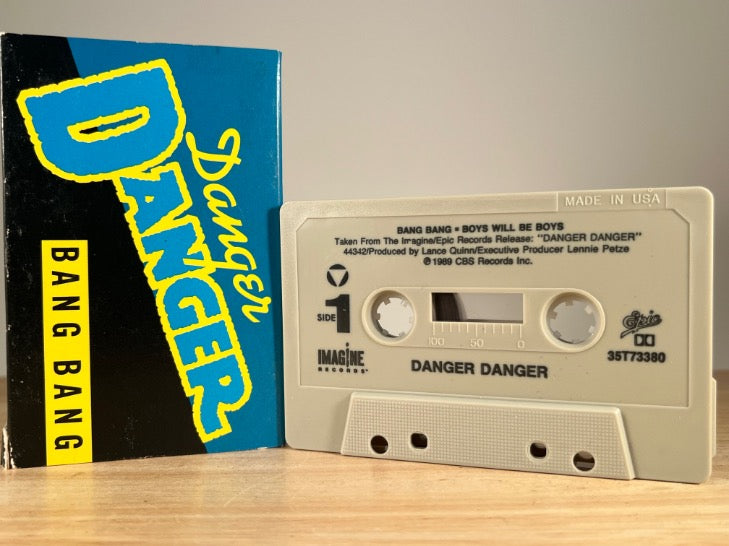 Danger
DANGER
BANG BANG
MADE IN USA
BANG BANG • BOYS WILL BE BOYS
Taken From The Imagine/Epic Records Release: "DANGER DANGER"
44342/Produced by Lance Quinn/Executive Producer Lennie Petze
℗ 1989 CBS Records Inc.
SIDE 1
100 50 0
Epic
IMAGINE
RECORDS
35T73380
DANGER DANGER